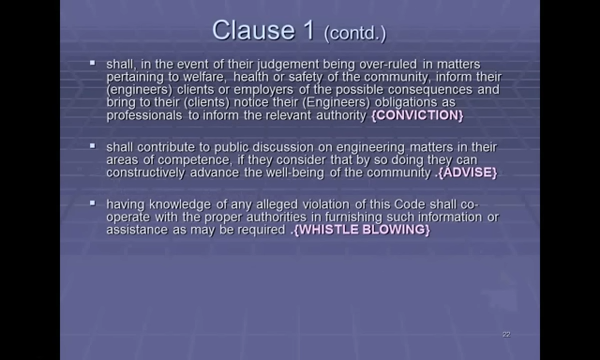 Clause 1 (contd.)
shall, in the event of their judgement being over-ruled in matters
pertaining to welfare, health or safety of the community, inform their
(engineers) clients or employers of the possible consequences and
bring to their (clients) notice their (Engineers) obligations as
professionals to inform the relevant authority {CONVICTION}
shall contribute to public discussion on engineering matters in their
areas of competence, if they consider that by so doing they can
constructively advance the well-being of the community .{ADVISE}
having knowledge of any alleged violation of this Code shall co-
operate with the proper authorities in furnishing such information or
assistance as may be required .{WHISTLE BLOWING}
22